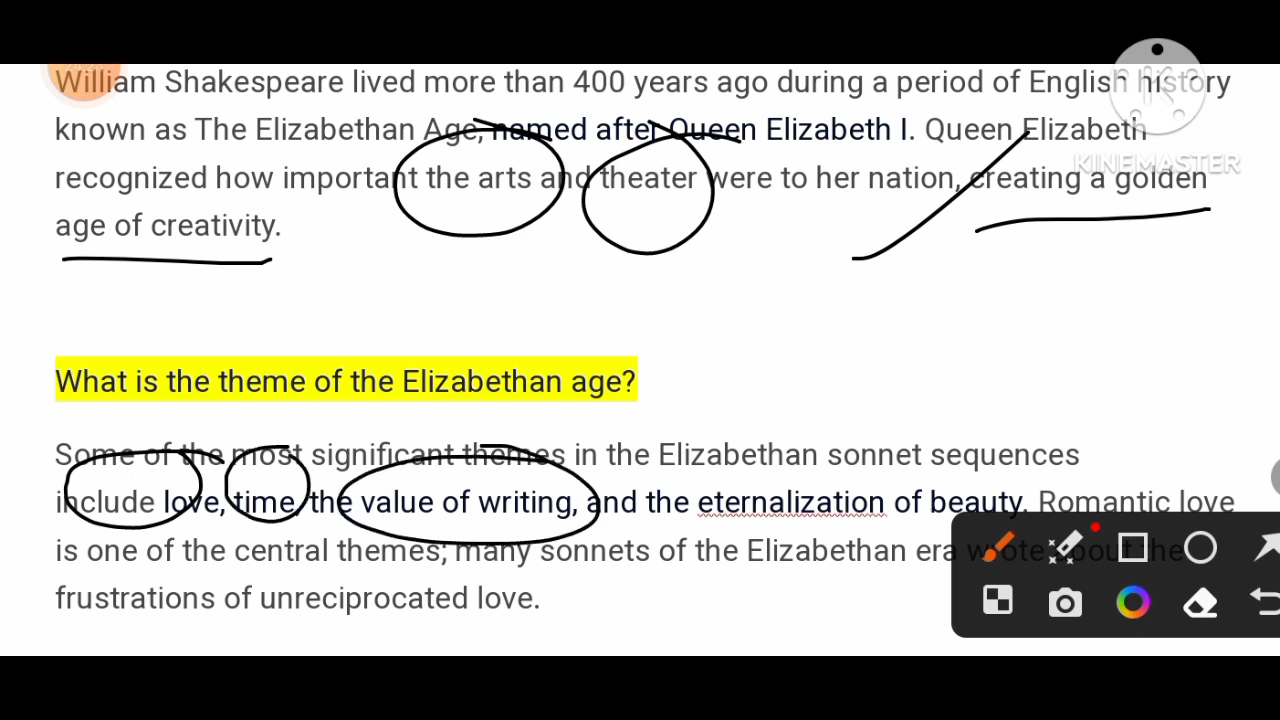 William Shakespeare lived more than 400 years ago during a period of English history
known as The Elizabethan Age, named after Queen Elizabeth I. Queen Elizabeth
recognized how important the arts and theater were to her nation, creating a golden
age of creativity.
KINEMASTER
What is the theme of the Elizabethan age?
Some of the most significant themes in the Elizabethan sonnet sequences
include love, time, the value of writing, and the eternalization of beauty. Romantic love
is one of the central themes; many sonnets of the Elizabethan era wrote about the
frustrations of unreciprocated love.